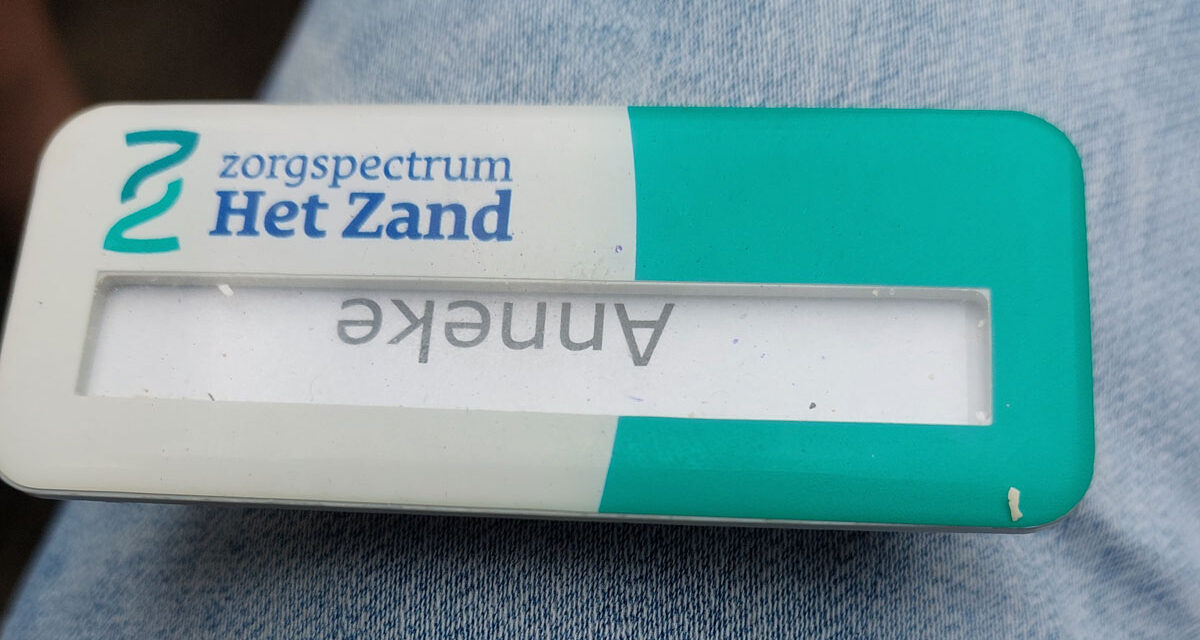 zorgspectrum
Het Zand
Anneke